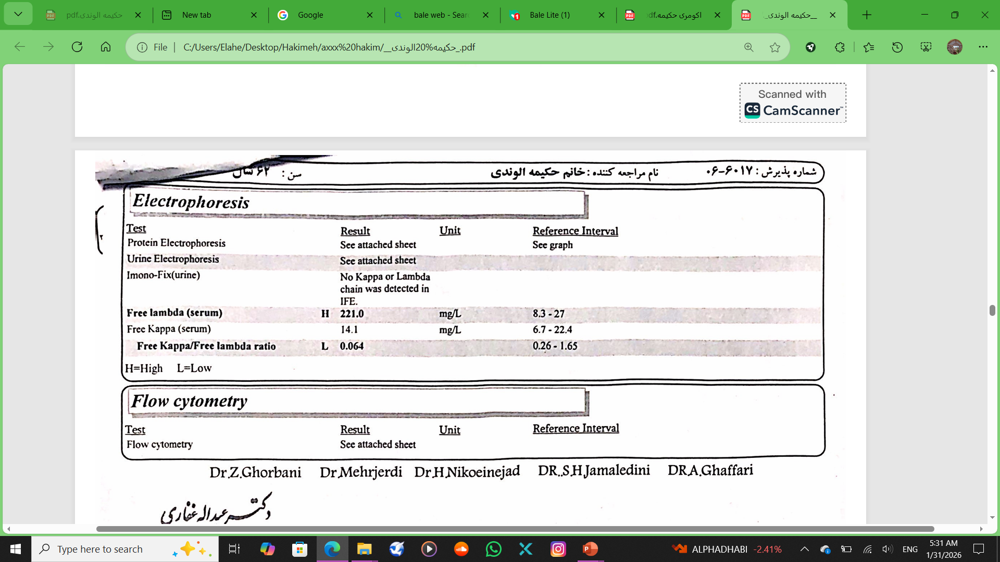 حکیمه الوندی.pdf
New tab
Google
bale web - Sear
Bale Lite (1)
اکومری حکیمه.pdf
__حکیمه الوندی_
File
C:/Users/Elahe/Desktop/Hakimeh/axxx%20hakim/__حکیمه%20الوندی_.pdf
Scanned with
CS CamScanner™
شماره پذیرش : ۶۰۱۷-۰۶ نام مراجعه کننده : خانم حکیمه الوندی سن : ۶۲ سال
Electrophoresis
Test Result Unit Reference Interval
Protein Electrophoresis See attached sheet See graph
Urine Electrophoresis See attached sheet
Imono-Fix(urine) No Kappa or Lambda
chain was detected in
IFE.
Free lambda (serum) H 221.0 mg/L 8.3 - 27
Free Kappa (serum) 14.1 mg/L 6.7 - 22.4
Free Kappa/Free lambda ratio L 0.064 0.26 - 1.65
H=High L=Low
Flow cytometry
Test Result Unit Reference Interval
Flow cytometry See attached sheet
Dr.Z.Ghorbani Dr.Mehrjerdi Dr.H.Nikoeinejad DR..S.H.Jamaledini DR.A.Ghaffari
دکتر عبداله غفاری
Type here to search
ALPHADHABI -2.41%
ENG
5:31 AM
1/31/2026